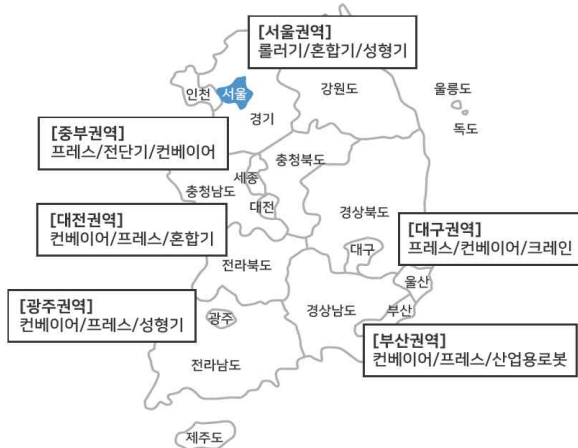 [서울권역]
롤러기/혼합기/성형기
인천
서울
강원도
울릉도
경기
독도
[중부권역]
프레스/전단기/컨베이어
충청북도
세종
충청남도
대전
경상북도
[대전권역]
컨베이어/프레스/혼합기
[대구권역]
프레스/컨베이어/크레인
대구
전라북도
울산
[광주권역]
컨베이어/프레스/성형기
광주
경상남도
부산
[부산권역]
컨베이어/프레스/산업용로봇
전라남도
제주도